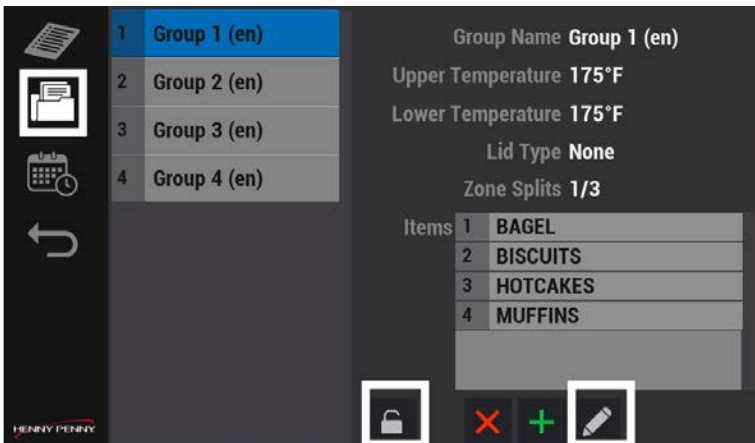 1 Group 1 (en)
2 Group 2 (en)
3 Group 3 (en)
4 Group 4 (en)
Group Name Group 1 (en)
Upper Temperature 175°F
Lower Temperature 175°F
Lid Type None
Zone Splits 1/3
Items 1 BAGEL
2 BISCUITS
3 HOTCAKES
4 MUFFINS
HENNY PENNY